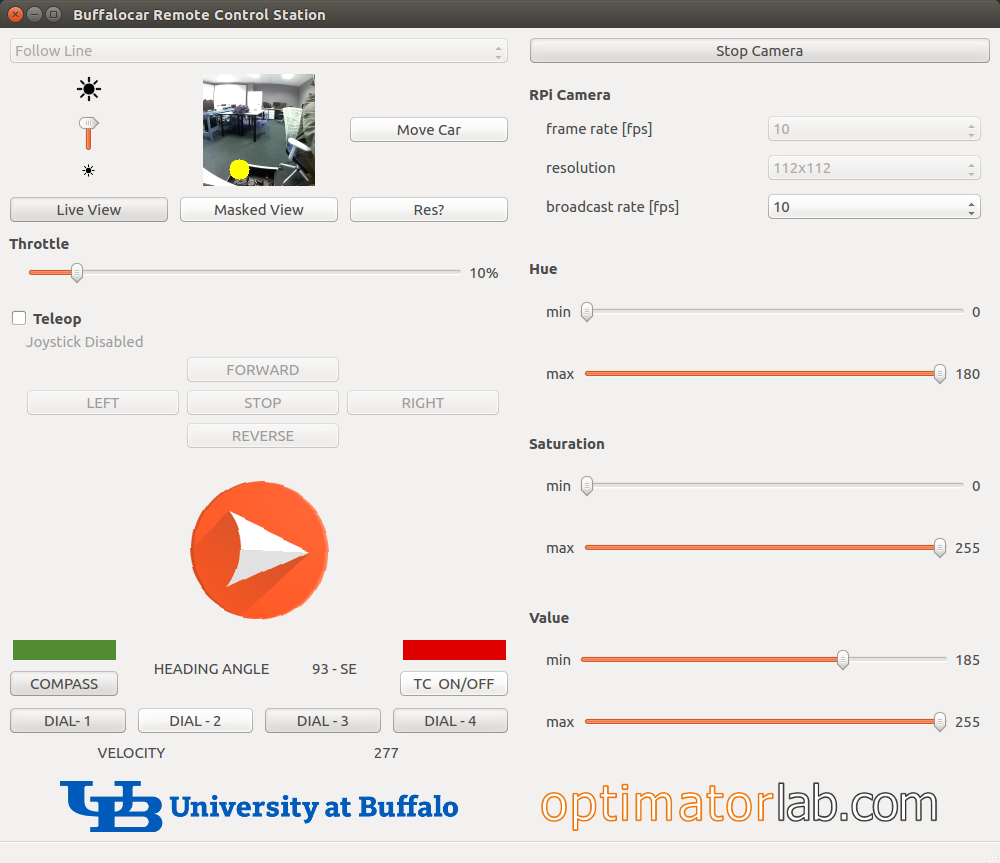 Buffalocar Remote Control Station
Follow Line
Move Car
Live View
Masked View
Res?
Throttle
10%
Teleop
Joystick Disabled
FORWARD
LEFT
STOP
RIGHT
REVERSE
COMPASS
HEADING ANGLE
93 - SE
TC ON/OFF
DIAL- 1
DIAL - 2
DIAL - 3
DIAL - 4
VELOCITY
277
UB University at Buffalo
Stop Camera
RPi Camera
frame rate [fps]
10
resolution
112x112
broadcast rate [fps]
10
Hue
min
0
max
180
Saturation
min
0
max
255
Value
min
185
max
255
optimatorlab.com